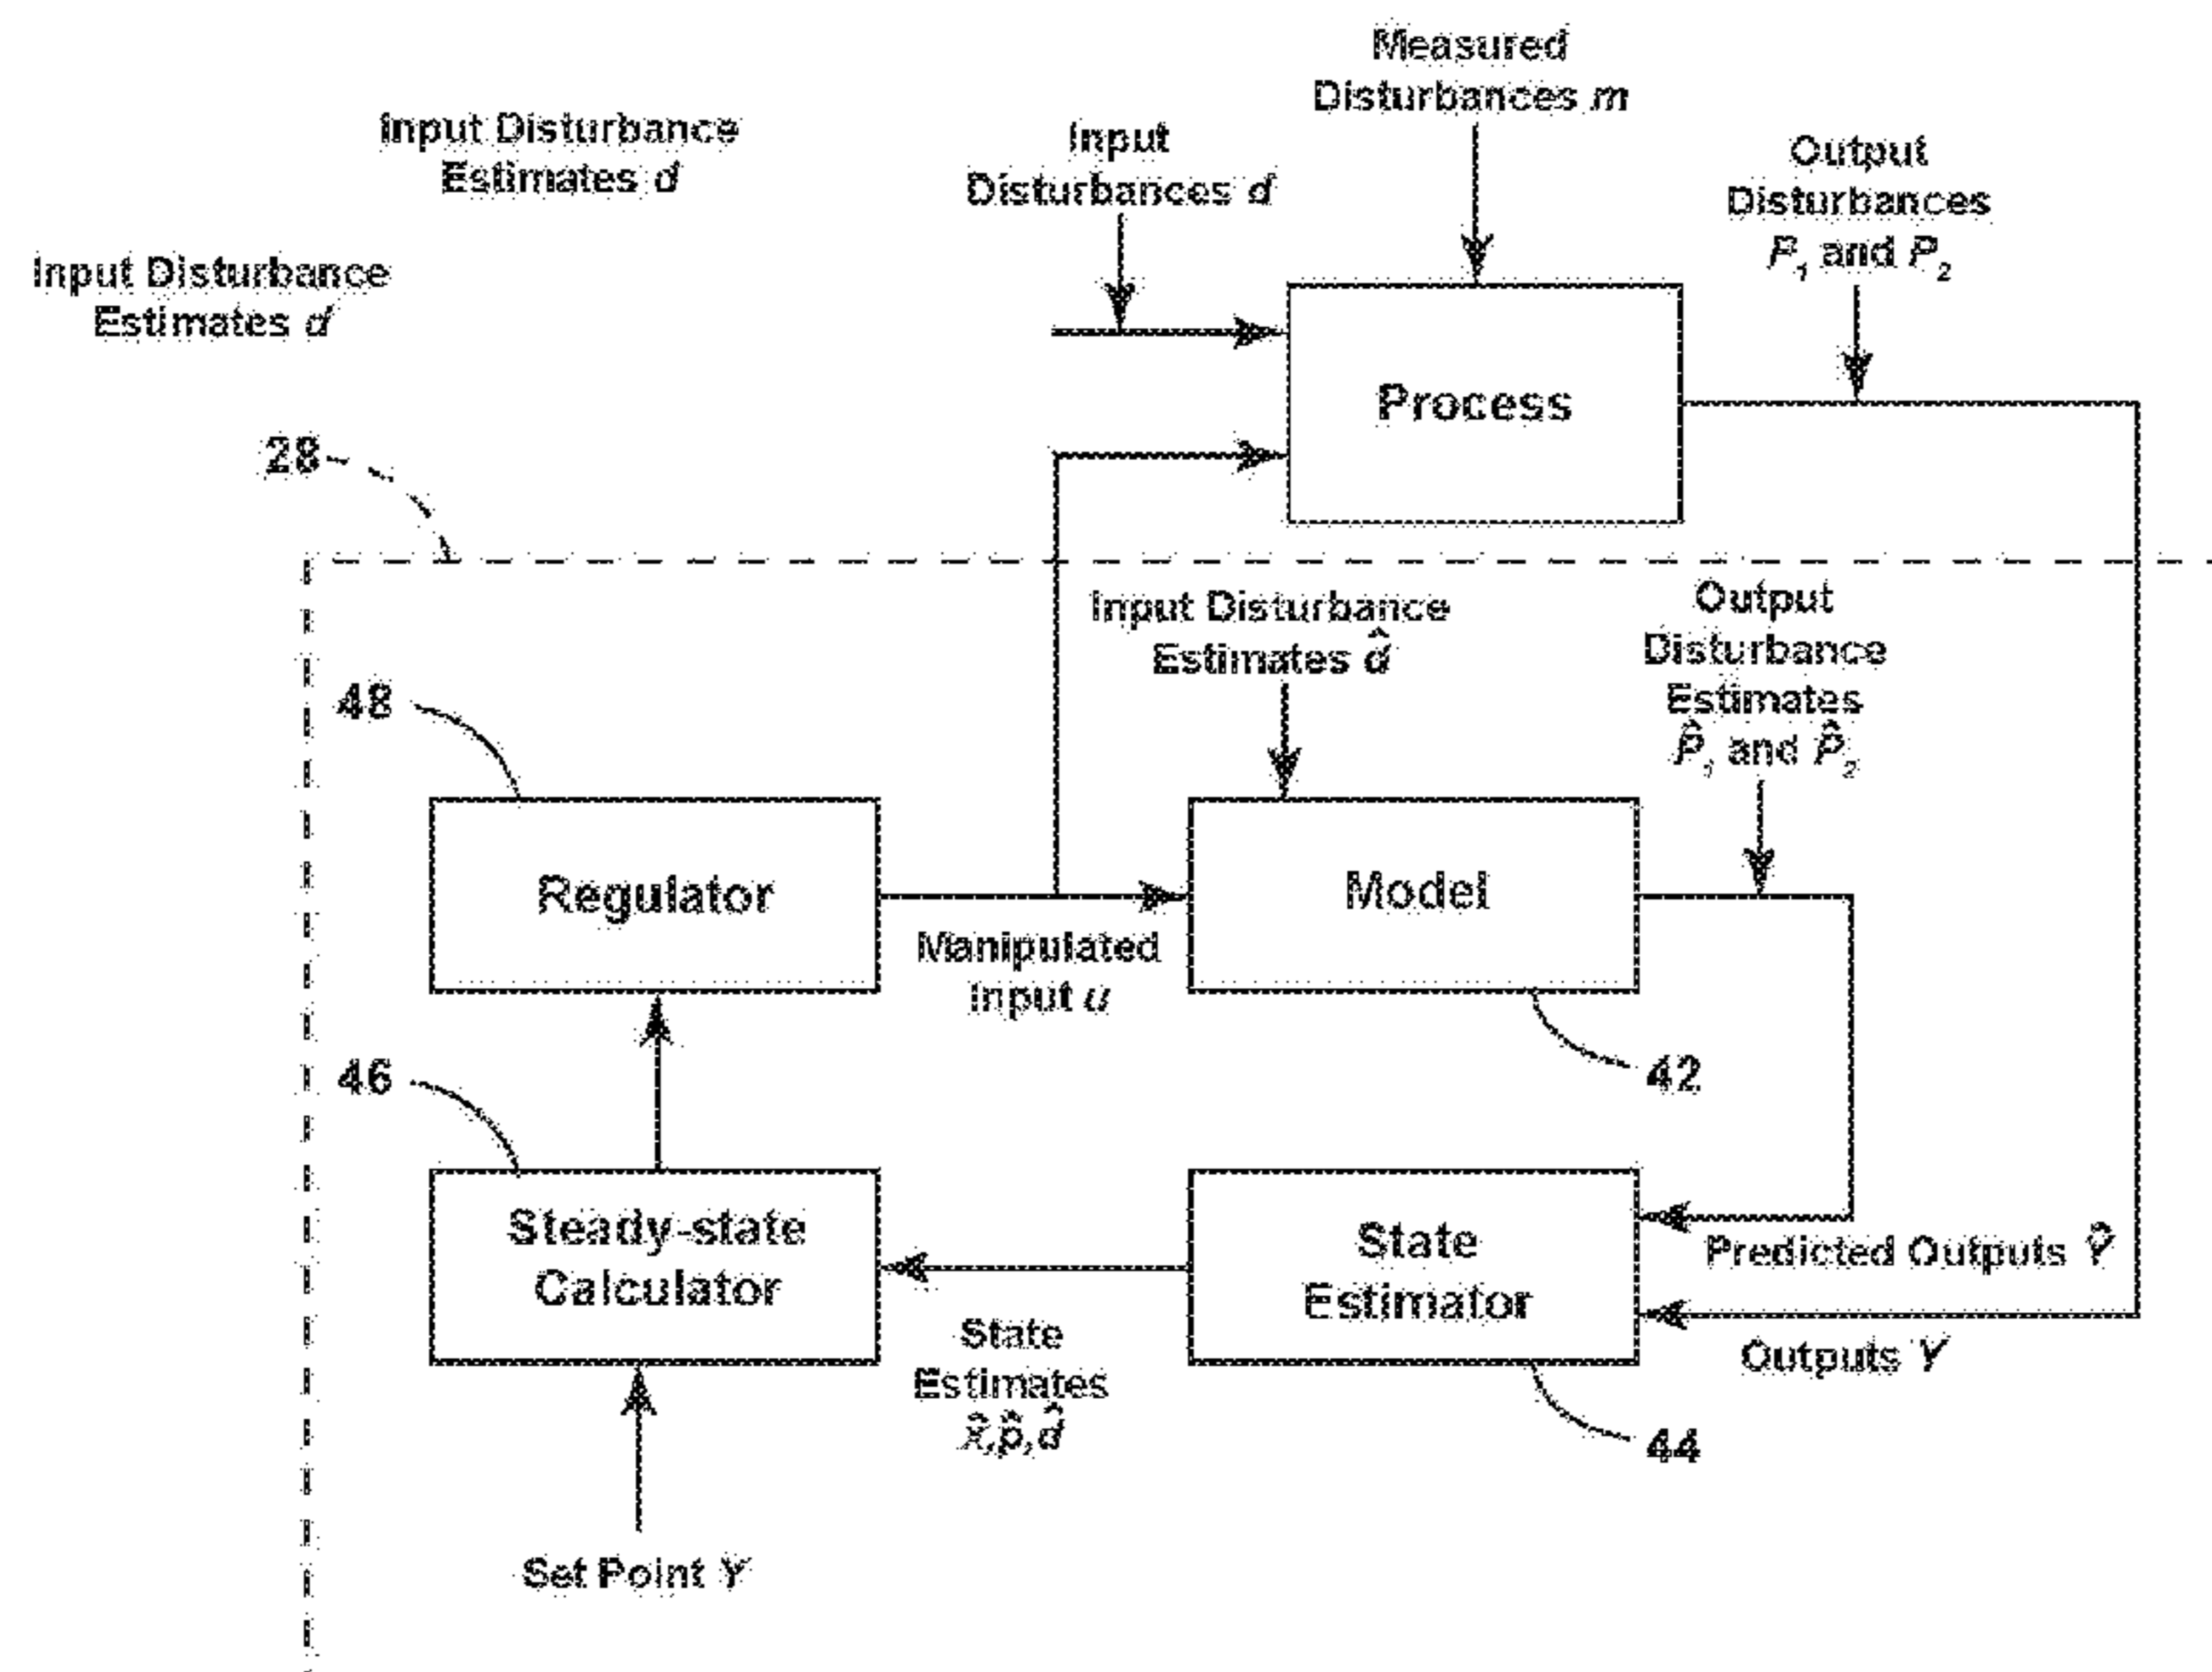 Measured
Disturbances m
Input Disturbance
Estimates d
Input
Disturbances d
Output
Disturbances
P₁ and P₂
Input Disturbance
Estimates d
Process
28
Input Disturbance
Estimates d̂
Output
Disturbance
Estimates
P̂₁ and P̂₂
48
Regulator
Model
Manipulated
Input u
46
42
Steady-state
Calculator
State
Estimator
Predicted Outputs Ŷ
State
Estimates
x̂,p̂,d̂
Outputs Y
44
Set Point Y